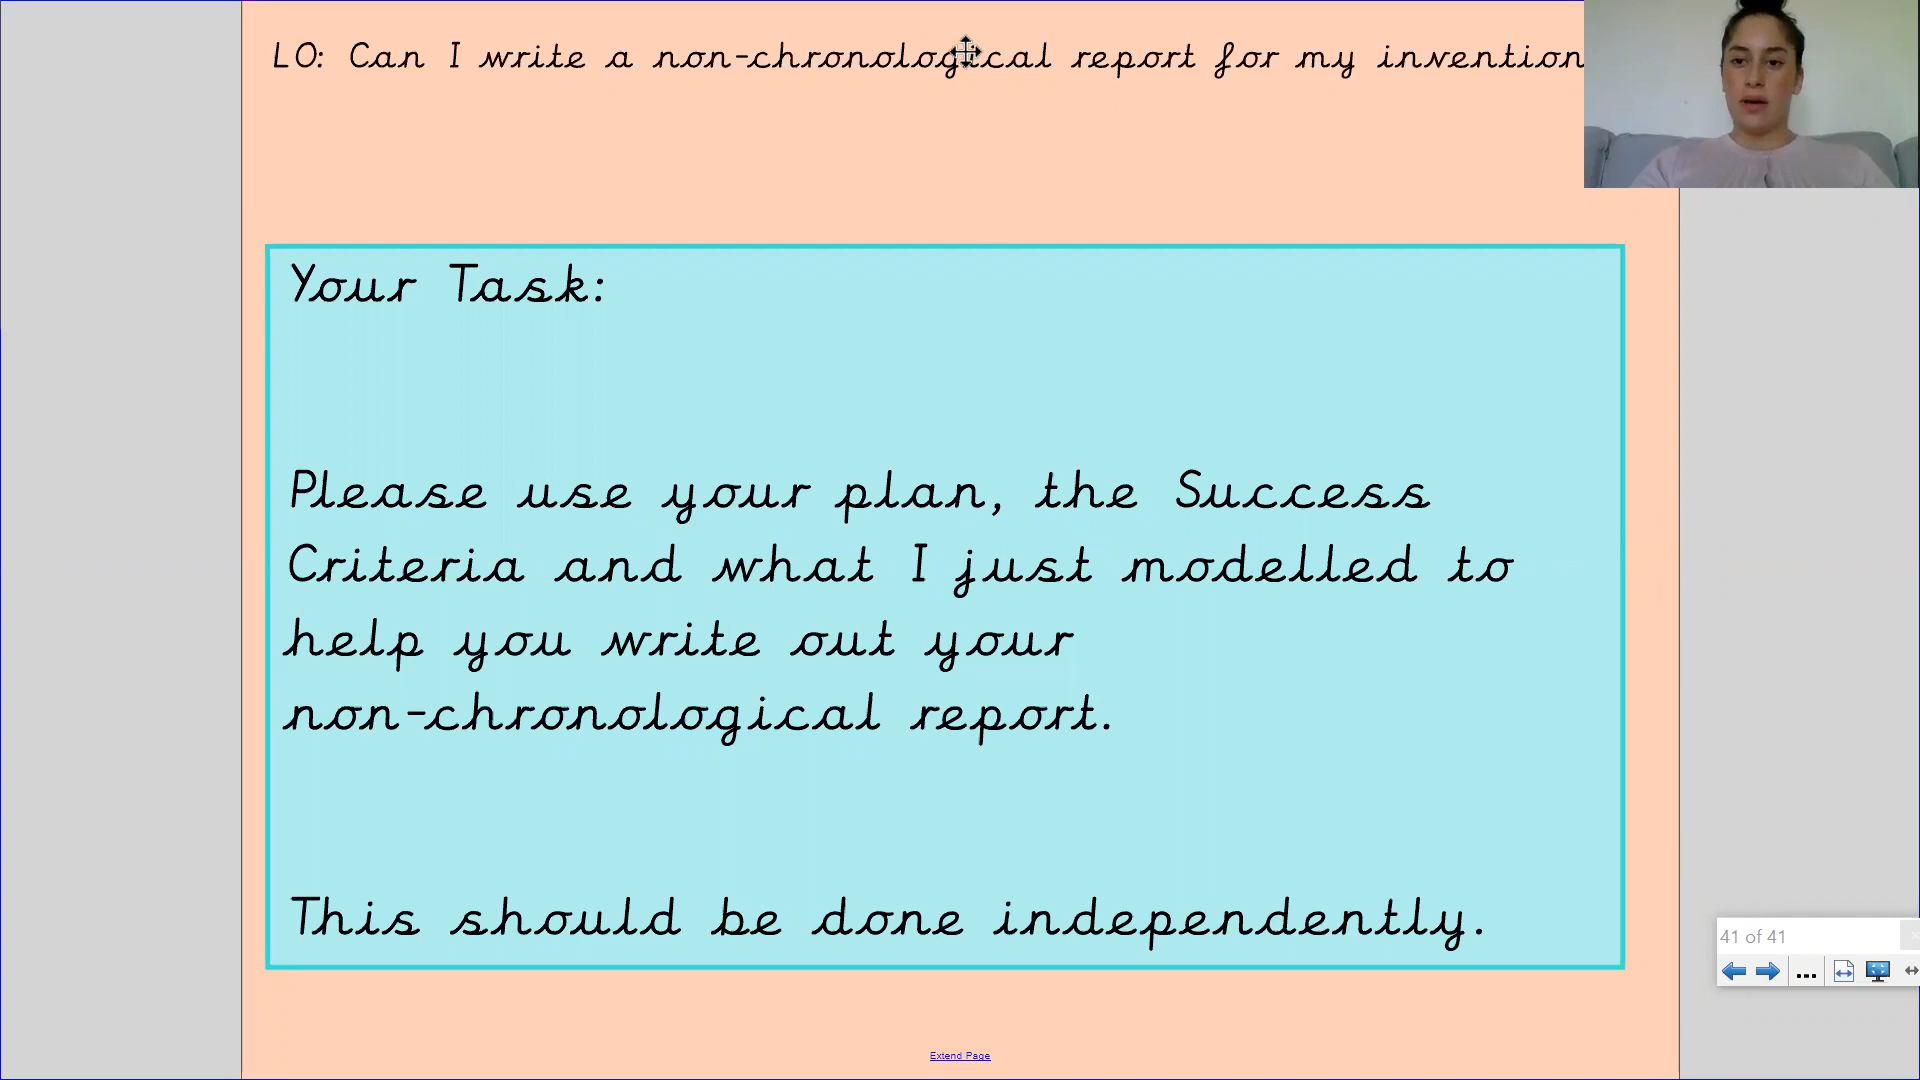 LO: Can I write a non-chronological report for my invention
Your Task:
Please use your plan, the Success
Criteria and what I just modelled to
help you write out your
non-chronological report.
This should be done independently.
41 of 41
...
Extend Page